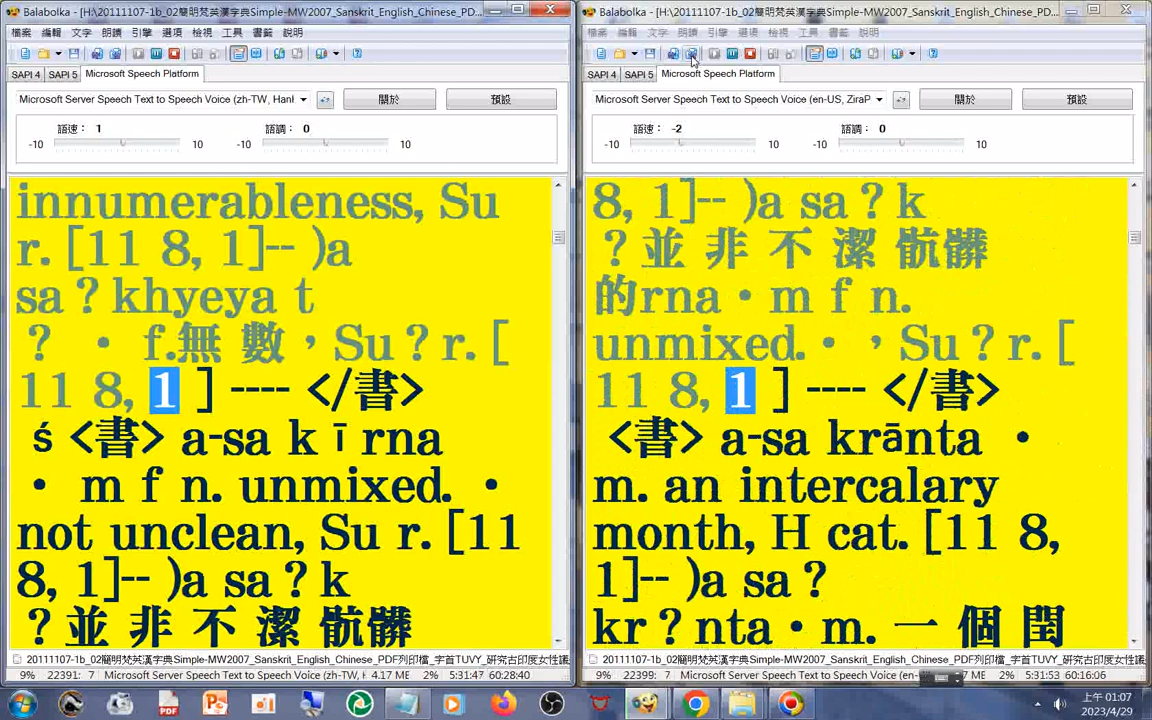 Balabolka - [H:\20111107-1b_02簡明梵英漢字典Simple-MW2007_Sanskrit_English_Chinese_PD...
檔案 編輯 文字 朗讀 引擎 選項 檢視 工具 書籤 說明
SAPI 4 SAPI 5 Microsoft Speech Platform
Microsoft Server Speech Text to Speech Voice (zh-TW, HanI
關於 預設
語速： 1 語調： 0
-10 10 -10 10
innumerableness, Su
r. [11 8, 1]-- )a
sa？khyeya t
？ • f.無 數，Su？r. [
11 8, 1 ] ---- </書>
ś <書> a-sa k ī rna
• m f n. unmixed. •
not unclean, Su r. [11
8, 1]-- )a sa？k
？並 非 不 潔 骯髒
20111107-1b_02簡明梵英漢字典Simple-MW2007_Sanskrit_English_Chinese_PDF列印檔_字首TUVY_研究古印度女性議
9% 22391: 7 Microsoft Server Speech Text to Speech Voice (zh-TW, H 4.17 ME 2% 5:31:47 60:28:40
Balabolka - [H:\20111107-1b_02簡明梵英漢字典Simple-MW2007_Sanskrit_English_Chinese_PDF...
檔案 編輯 文字 朗讀 引擎 選項 檢視 工具 書籤 說明
SAPI 4 SAPI 5 Microsoft Speech Platform
Microsoft Server Speech Text to Speech Voice (en-US, ZiraP
關於 預設
語速： -2 語調： 0
-10 10 -10 10
8, 1]-- )a sa？k
？並 非 不 潔 骯髒
的rna • m f n.
unmixed. • ，Su？r. [
11 8, 1 ] ---- </書>
<書> a-sa krānta •
m. an intercalary
month, H cat. [11 8,
1]-- )a sa？
kr？nta • m. 一 個 閏
20111107-1b_02簡明梵英漢字典Simple-MW2007_Sanskrit_English_Chinese_PDF列印檔_字首TUVY_研究古印度女性議
9% 22399: 7 Microsoft Server Speech Text to Speech Voice 2% 5:31:53 60:16:06
PDF
上午 01:07
2023/4/29